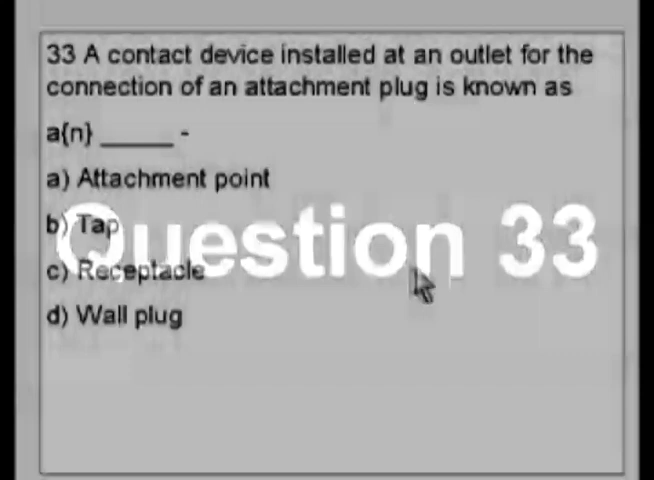 33 A contact device installed at an outlet for the
connection of an attachment plug is known as
a{n} _____ -
a) Attachment point
b) Tap
Question 33
c) Receptacle
d) Wall plug